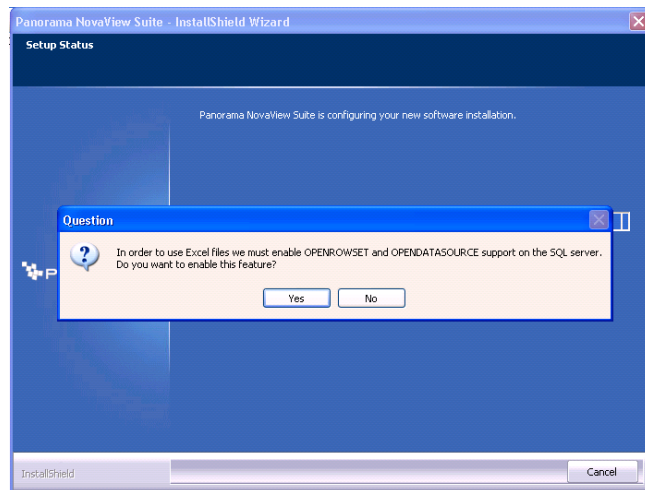 Panorama NovaView Suite - InstallShield Wizard
Setup Status
Panorama NovaView Suite is configuring your new software installation.
Question
In order to use Excel files we must enable OPENROWSET and OPENDATASOURCE support on the SQL server.
Do you want to enable this feature?
P
Yes No
InstallShield
Cancel